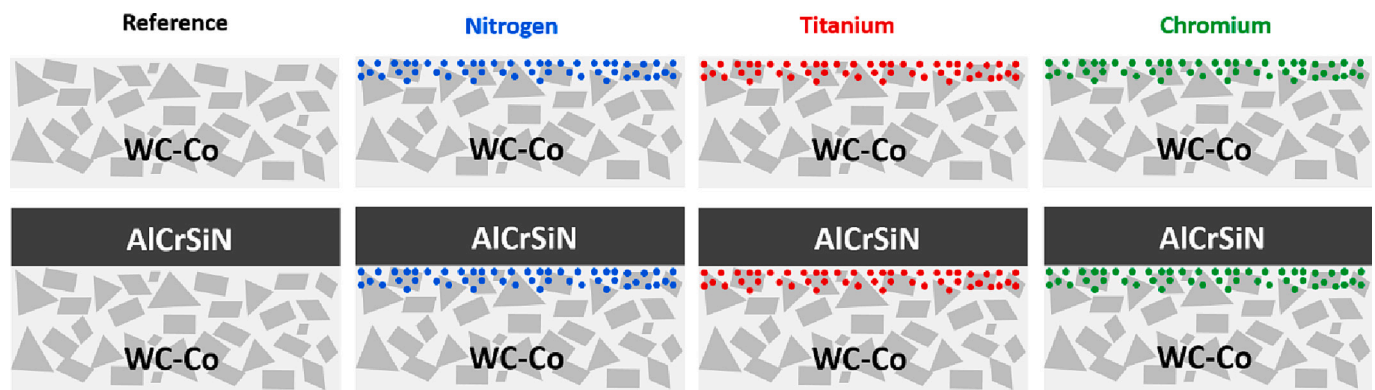 Reference
Nitrogen
Titanium
Chromium
WC-Co
WC-Co
WC-Co
WC-Co
AlCrSiN
AlCrSiN
AlCrSiN
AlCrSiN
WC-Co
WC-Co
WC-Co
WC-Co